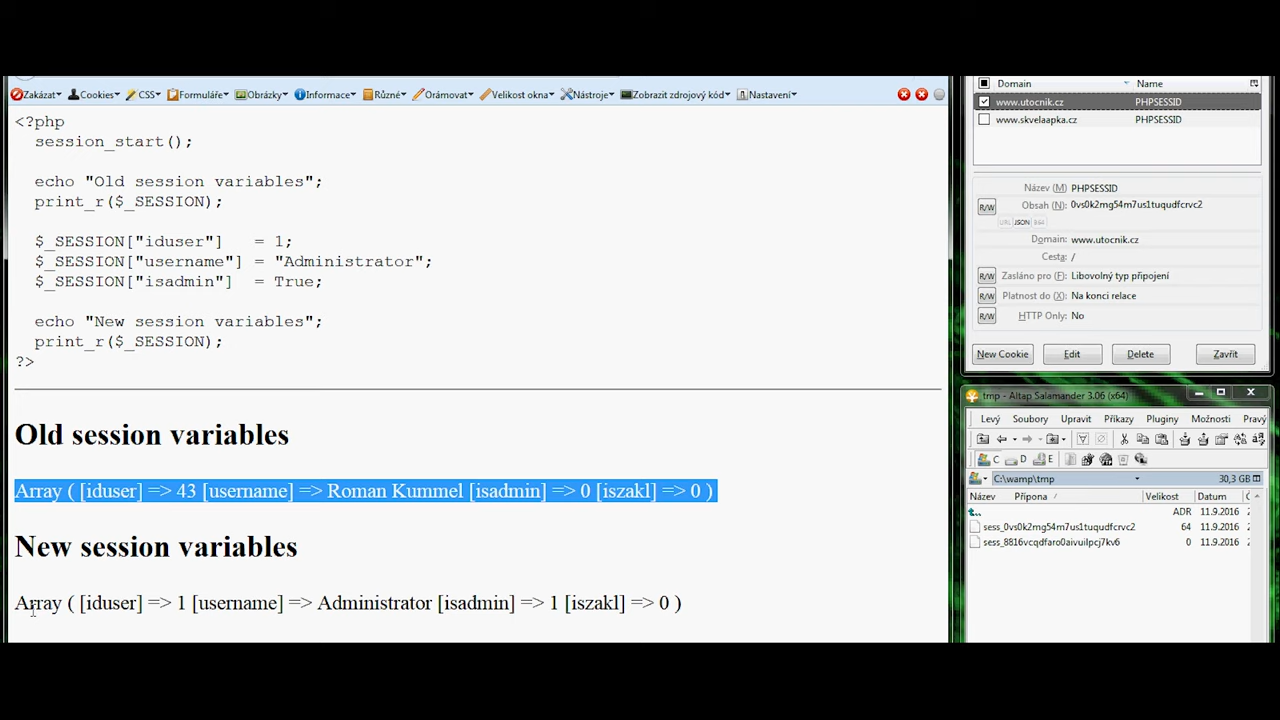 Zakázat Cookies CSS Formuláře Obrázky Informace Různé Orámovat Velikost okna Nástroje Zobrazit zdrojový kód Nastavení
<?php
session_start();
echo "Old session variables";
print_r($_SESSION);
$_SESSION["iduser"] = 1;
$_SESSION["username"] = "Administrator";
$_SESSION["isadmin"] = True;
echo "New session variables";
print_r($_SESSION);
?>
Old session variables
Array ( [iduser] => 43 [username] => Roman Kummel [isadmin] => 0 [iszakl] => 0 )
New session variables
Array ( [iduser] => 1 [username] => Administrator [isadmin] => 1 [iszakl] => 0 )
Domain Name
www.utocnik.cz PHPSESSID
www.skvelaapka.cz PHPSESSID
Název (M) PHPSESSID
R/W Obsah (N): 0vs0k2mg54m7us1tuqudfcrvc2
URL JSON B64
Domain: www.utocnik.cz
Cesta: /
R/W Zasláno pro (F): Libovolný typ připojení
R/W Platnost do (X): Na konci relace
R/W HTTP Only: No
New Cookie Edit Delete Zavřít
tmp - Altap Salamander 3.06 (x64)
Levý Soubory Upravit Příkazy Pluginy Možnosti Pravý
C D E
C:\wamp\tmp 30,3 GB
Název Přípona Velikost Datum
.. ADR 11.9.2016
sess_0vs0k2mg54m7us1tuqudfcrvc2 64 11.9.2016
sess_8816vcqdfaro0aivuilpcj7kv6 0 11.9.2016